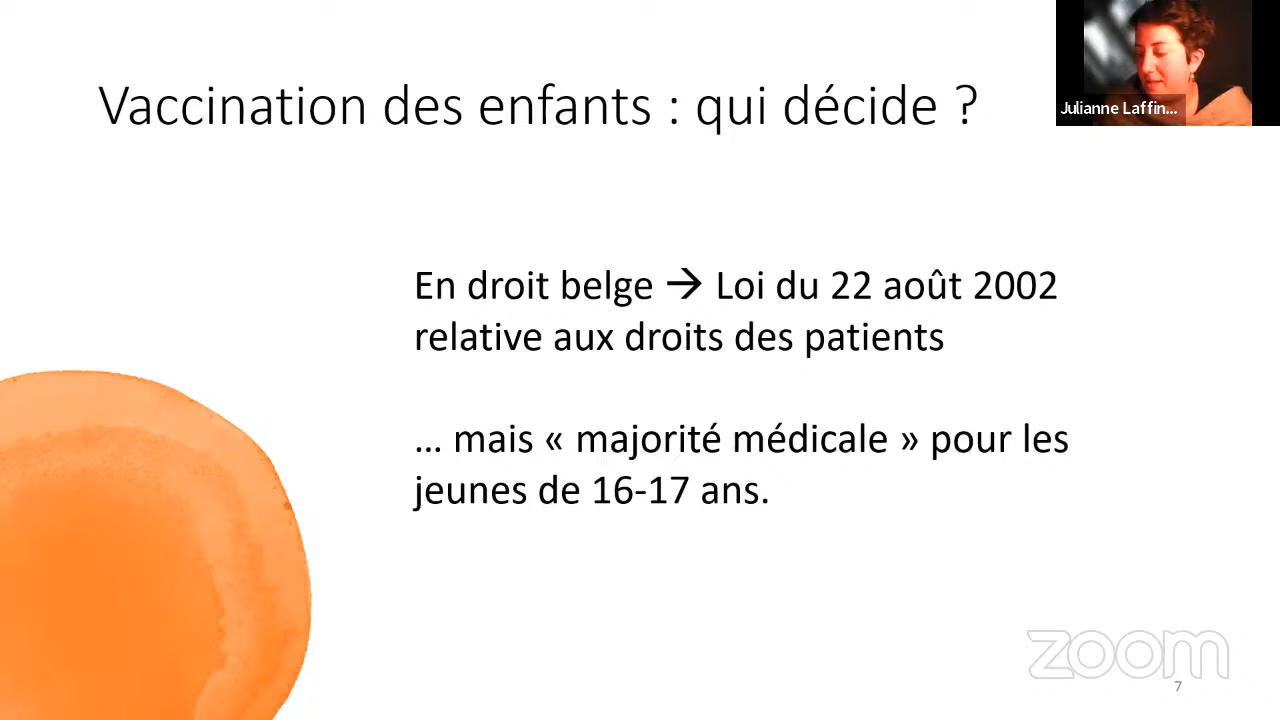 Vaccination des enfants : qui décide ?
Julianne Laffin...
En droit belge → Loi du 22 août 2002
relative aux droits des patients
... mais « majorité médicale » pour les
jeunes de 16-17 ans.
zoom
7